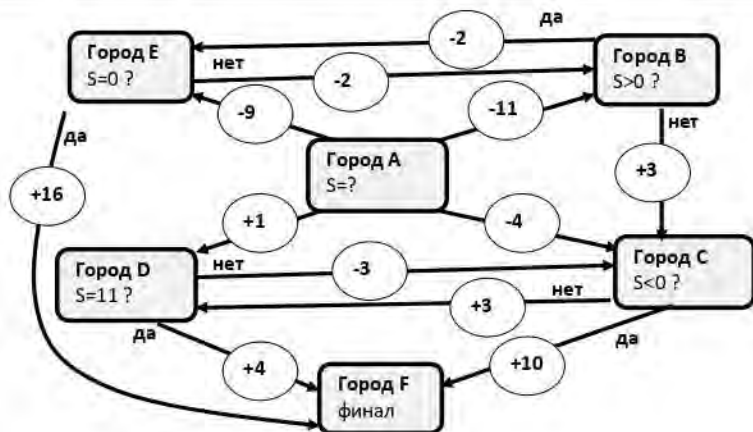 да
-2
Город E
S=0 ?
нет
-2
Город B
S>0 ?
-9
-11
да
нет
Город A
S=?
+16
+3
+1
-4
Город D
S=11 ?
нет
-3
Город C
S<0 ?
нет
+3
да
да
+4
+10
Город F
финал